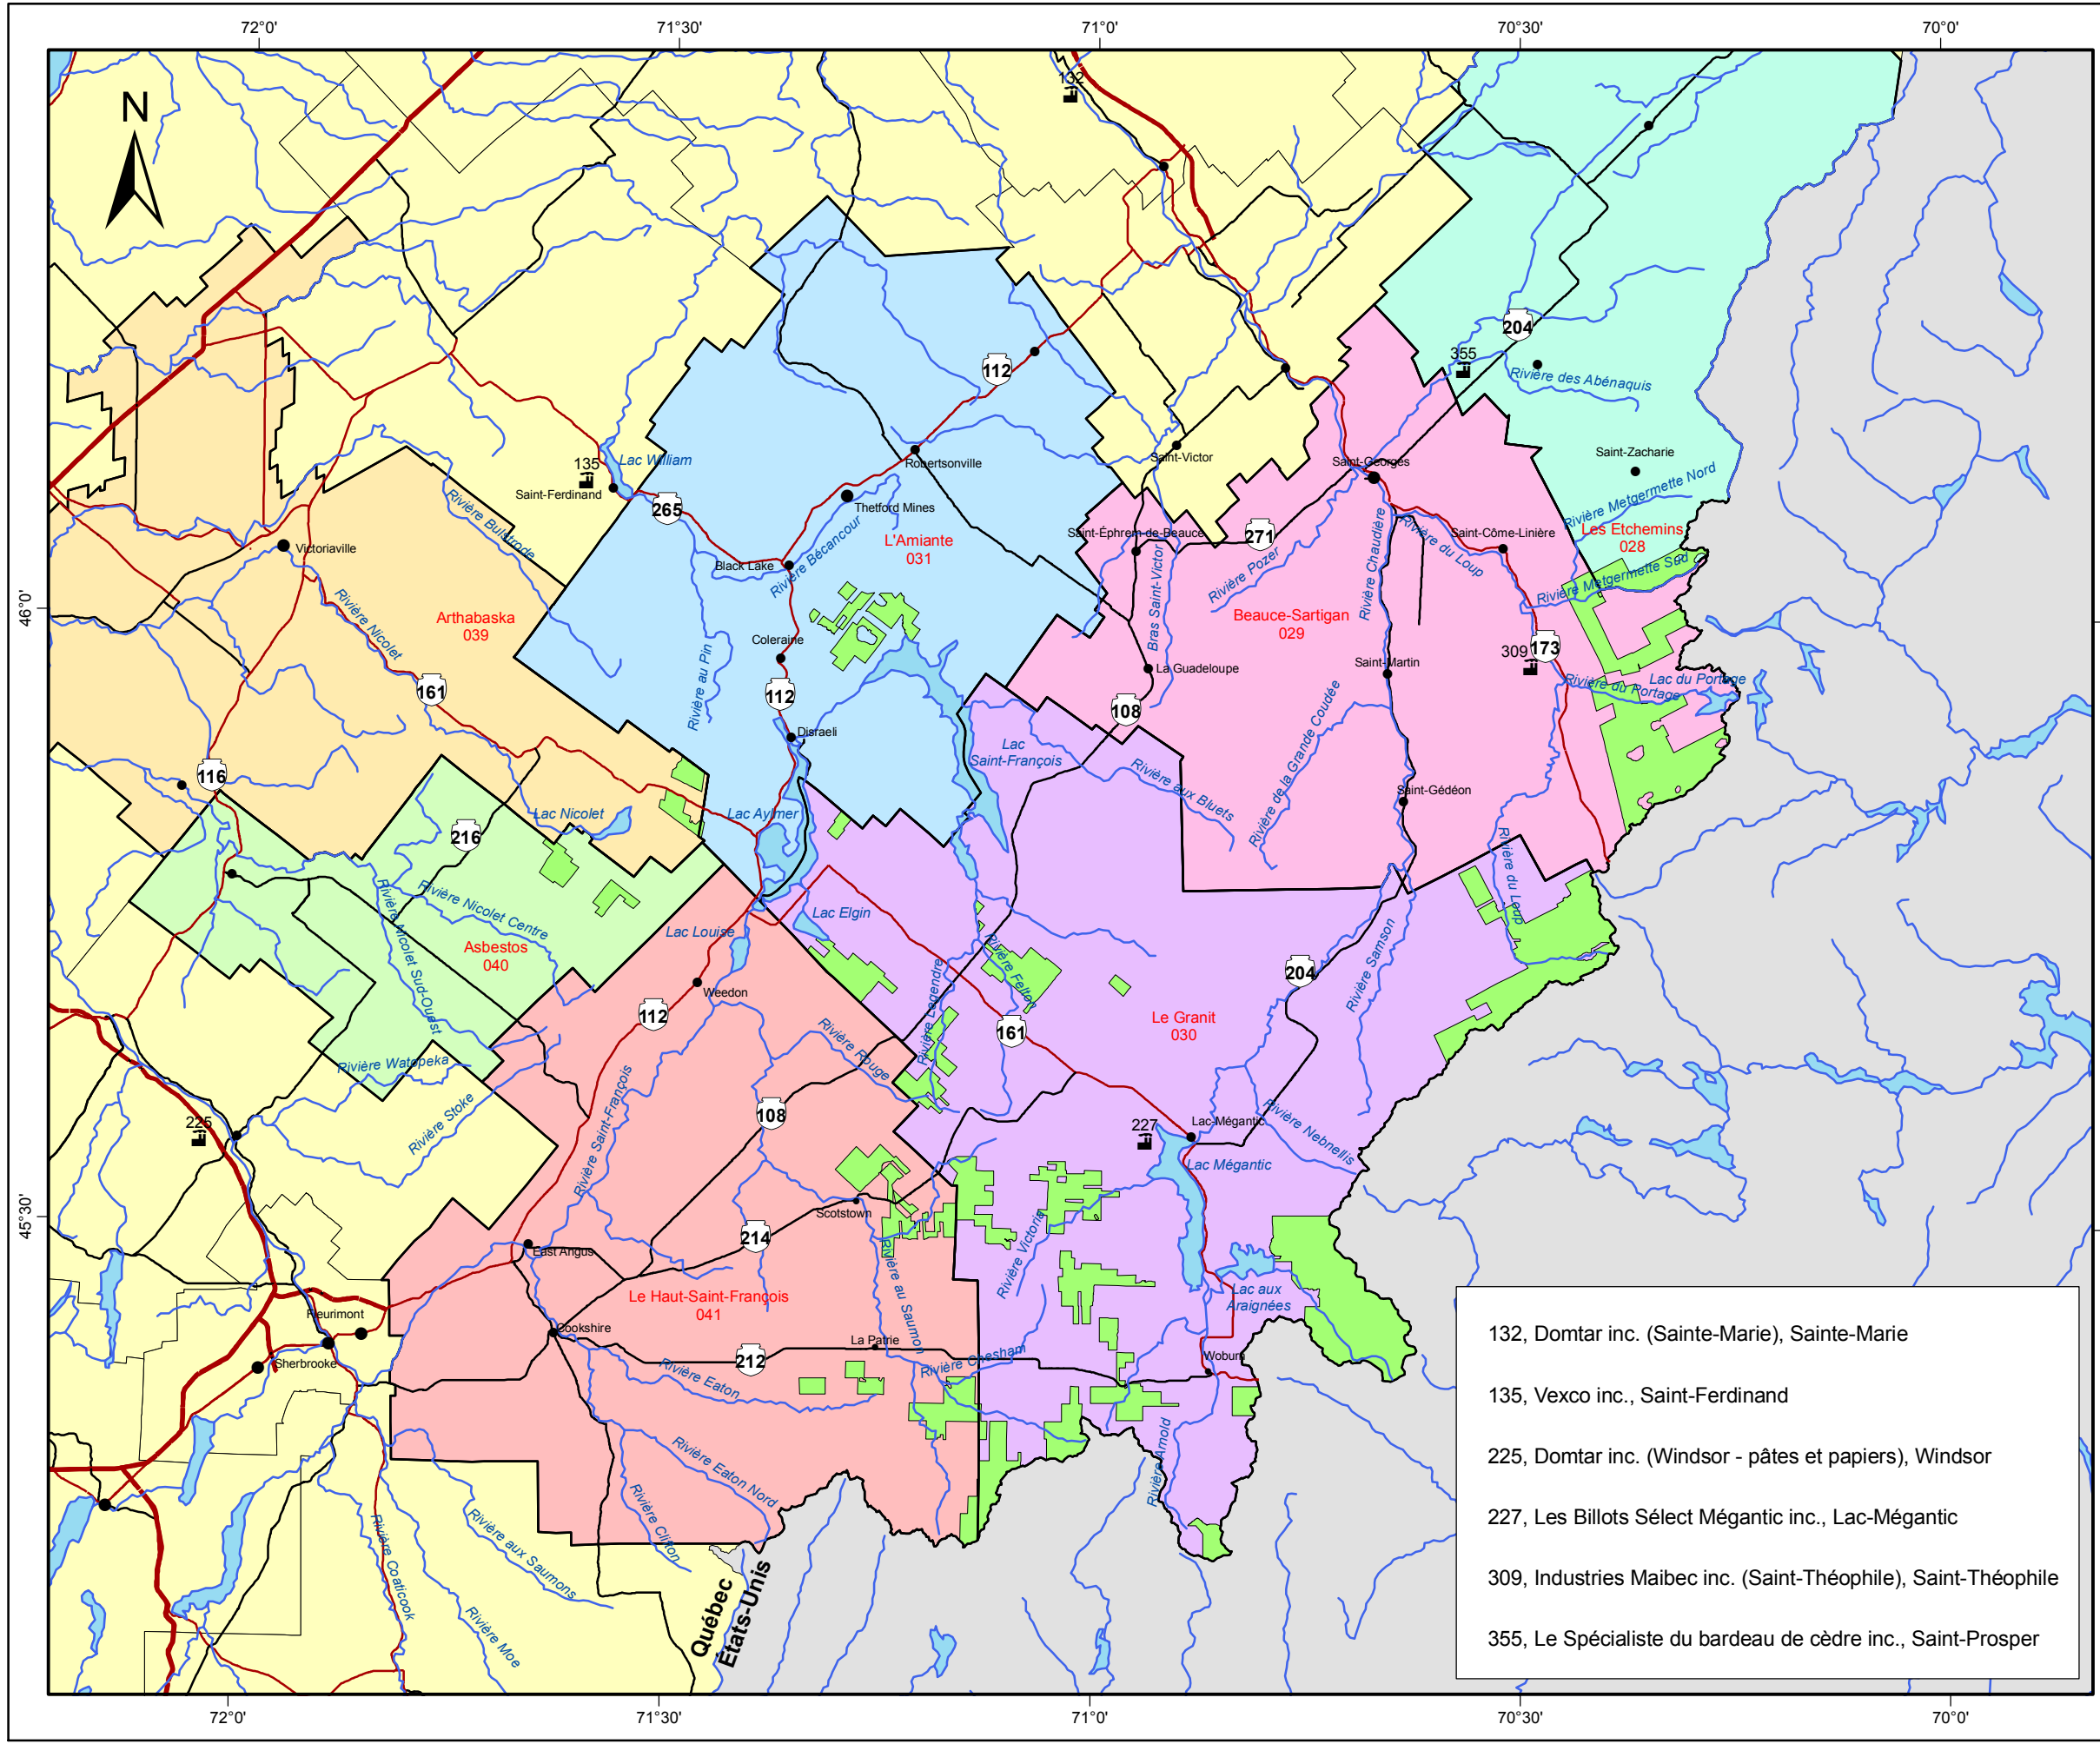 72°0'
71°30'
71°0'
70°30'
70°0'
N
132
204
355
Rivière des Abénaquis
112
Saint-Zacharie
Saint-Victor
Saint-Georges
Rivière Metgermette Nord
Lac William
135
Saint-Ferdinand
265
Robertsonville
Thetford Mines
Rivière Bulstrode
L'Amiante
031
Les Etchemins
028
Saint-Éphrem-de-Beauce
271
Saint-Côme-Linière
Rivière du Loup
Rivière Chaudière
Victoriaville
Black Lake
Rivière Bécancour
Rivière Pozer
Bras Saint-Victor
Rivière Metgermette Sud
46°0'
Rivière Nicolet
Arthabaska
039
Beauce-Sartigan
029
Coleraine
La Guadeloupe
Saint-Martin
309
173
Rivière au Pin
161
112
108
Rivière du Portage
Lac du Portage
Disraeli
Lac
Saint-François
Rivière aux Bluets
Rivière de la Grande Coudée
116
Saint-Gédéon
Lac Nicolet
Lac Aylmer
216
Rivière du Loup
Rivière Nicolet Centre
Rivière Nicolet Sud-Ouest
Asbestos
040
Lac Louise
Lac Elgin
Weedon
112
Rivière Legendre
Rivière Felton
204
Rivière Samson
Le Granit
030
161
Rivière Rouge
Rivière Watopeka
Rivière Stoke
225
Rivière Saint-François
108
227
Lac-Mégantic
Rivière Nebnellis
Lac Mégantic
45°30'
Scotstown
214
East Angus
Rivière au Saumon
Rivière Victoria
Le Haut-Saint-François
041
Lac aux
Araignées
Fleurimont
Cookshire
La Patrie
Sherbrooke
212
Rivière Eaton
Rivière Chesham
Woburn
Rivière Arnold
Rivière Eaton Nord
Rivière Clifton
Rivière Coaticook
Rivière aux Saumons
Rivière Moe
Québec
États-Unis
132, Domtar inc. (Sainte-Marie), Sainte-Marie
135, Vexco inc., Saint-Ferdinand
225, Domtar inc. (Windsor - pâtes et papiers), Windsor
227, Les Billots Sélect Mégantic inc., Lac-Mégantic
309, Industries Maibec inc. (Saint-Théophile), Saint-Théophile
355, Le Spécialiste du bardeau de cèdre inc., Saint-Prosper
72°0'
71°30'
71°0'
70°30'
70°0'